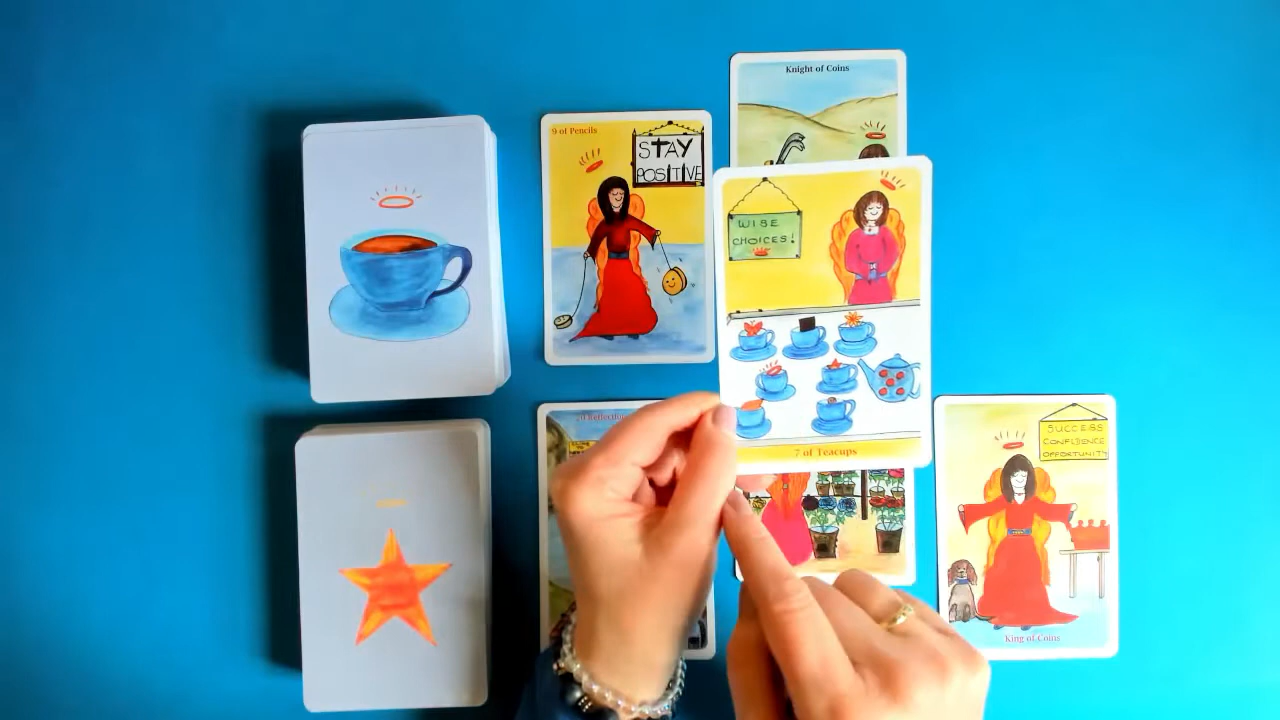 Knight of Coins
9 of Pencils
STAY
POSITIVE
WISE
CHOICES!
7 of Teacups
SUCCESS
CONFIDENCE
OPPORTUNITY
King of Coins